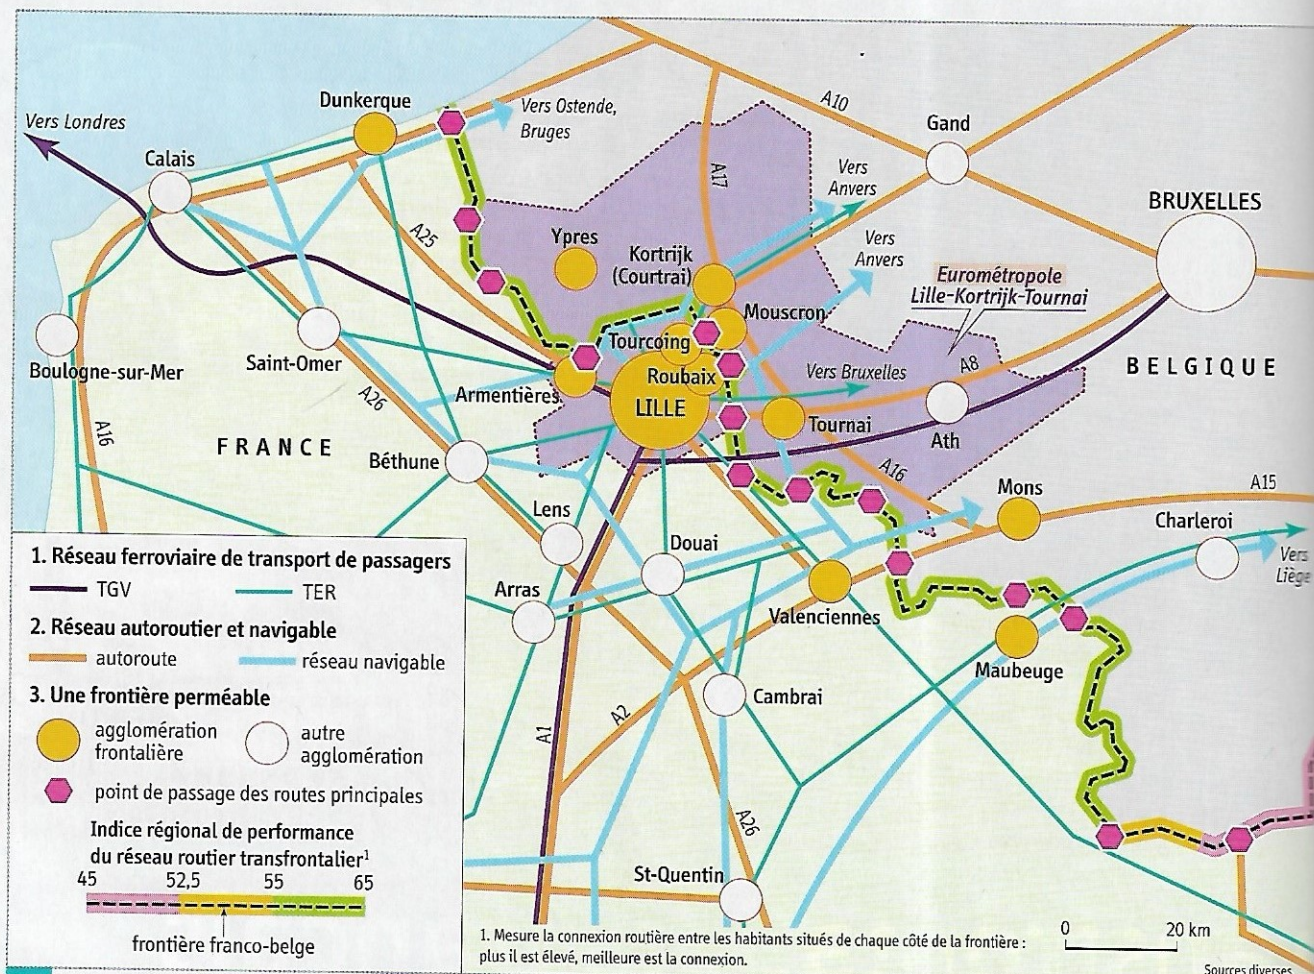 Dunkerque
Vers Ostende,
Bruges
A10
Gand
Vers Londres
Calais
A17
Vers
Anvers
BRUXELLES
A25
Ypres
Kortrijk
(Courtrai)
Vers
Anvers
Eurométropole
Lille-Kortrijk-Tournai
Mouscron
Tourcoing
Boulogne-sur-Mer
Saint-Omer
A26
Armentières
Roubaix
LILLE
Vers Bruxelles
A8
BELGIQUE
Tournai
Ath
A16
FRANCE
Béthune
A16
Mons
A15
Lens
Charleroi
Douai
Vers
Liège
Arras
Valenciennes
Maubeuge
Cambrai
A2
A1
A26
St-Quentin
1. Réseau ferroviaire de transport de passagers
TGV
TER
2. Réseau autoroutier et navigable
autoroute
réseau navigable
3. Une frontière perméable
agglomération
frontalière
autre
agglomération
point de passage des routes principales
Indice régional de performance
du réseau routier transfrontalier¹
45 52,5 55 65
frontière franco-belge
1. Mesure la connexion routière entre les habitants situés de chaque côté de la frontière :
plus il est élevé, meilleure est la connexion.
0 20 km
Sources diverses